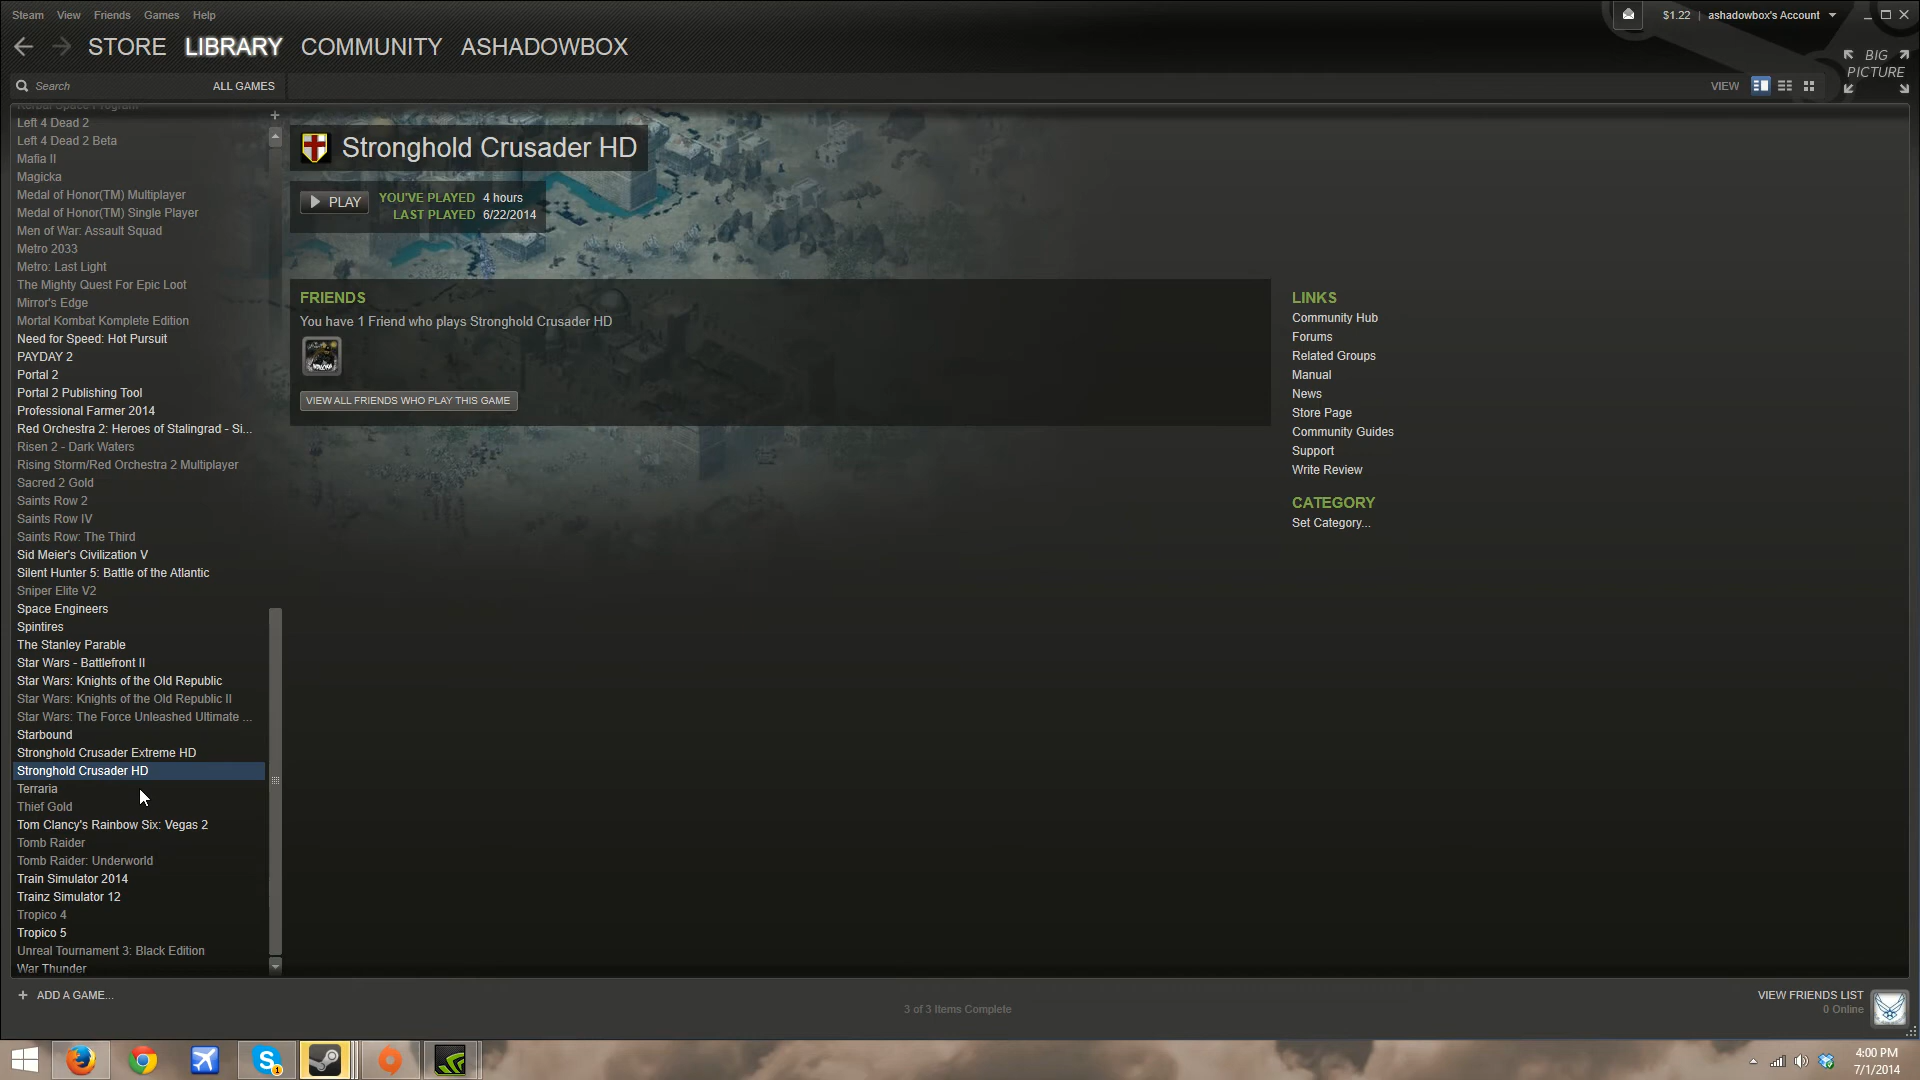 Steam View Friends Games Help
$1.22 ashadowbox's Account
STORE LIBRARY COMMUNITY ASHADOWBOX
BIG PICTURE
Search ALL GAMES
VIEW
Kerbal Space Program
Left 4 Dead 2
Left 4 Dead 2 Beta
Mafia II
Magicka
Medal of Honor(TM) Multiplayer
Medal of Honor(TM) Single Player
Men of War: Assault Squad
Metro 2033
Metro: Last Light
The Mighty Quest For Epic Loot
Mirror's Edge
Mortal Kombat Komplete Edition
Need for Speed: Hot Pursuit
PAYDAY 2
Portal 2
Portal 2 Publishing Tool
Professional Farmer 2014
Red Orchestra 2: Heroes of Stalingrad - Si...
Risen 2 - Dark Waters
Rising Storm/Red Orchestra 2 Multiplayer
Sacred 2 Gold
Saints Row 2
Saints Row IV
Saints Row: The Third
Sid Meier's Civilization V
Silent Hunter 5: Battle of the Atlantic
Sniper Elite V2
Space Engineers
Spintires
The Stanley Parable
Star Wars - Battlefront II
Star Wars: Knights of the Old Republic
Star Wars: Knights of the Old Republic II
Star Wars: The Force Unleashed Ultimate ...
Starbound
Stronghold Crusader Extreme HD
Stronghold Crusader HD
Terraria
Thief Gold
Tom Clancy's Rainbow Six: Vegas 2
Tomb Raider
Tomb Raider: Underworld
Train Simulator 2014
Trainz Simulator 12
Tropico 4
Tropico 5
Unreal Tournament 3: Black Edition
War Thunder
Stronghold Crusader HD
PLAY
YOU'VE PLAYED 4 hours
LAST PLAYED 6/22/2014
FRIENDS
You have 1 Friend who plays Stronghold Crusader HD
VIEW ALL FRIENDS WHO PLAY THIS GAME
LINKS
Community Hub
Forums
Related Groups
Manual
News
Store Page
Community Guides
Support
Write Review
CATEGORY
Set Category...
+ ADD A GAME...
3 of 3 Items Complete
VIEW FRIENDS LIST
0 Online
4:00 PM
7/1/2014